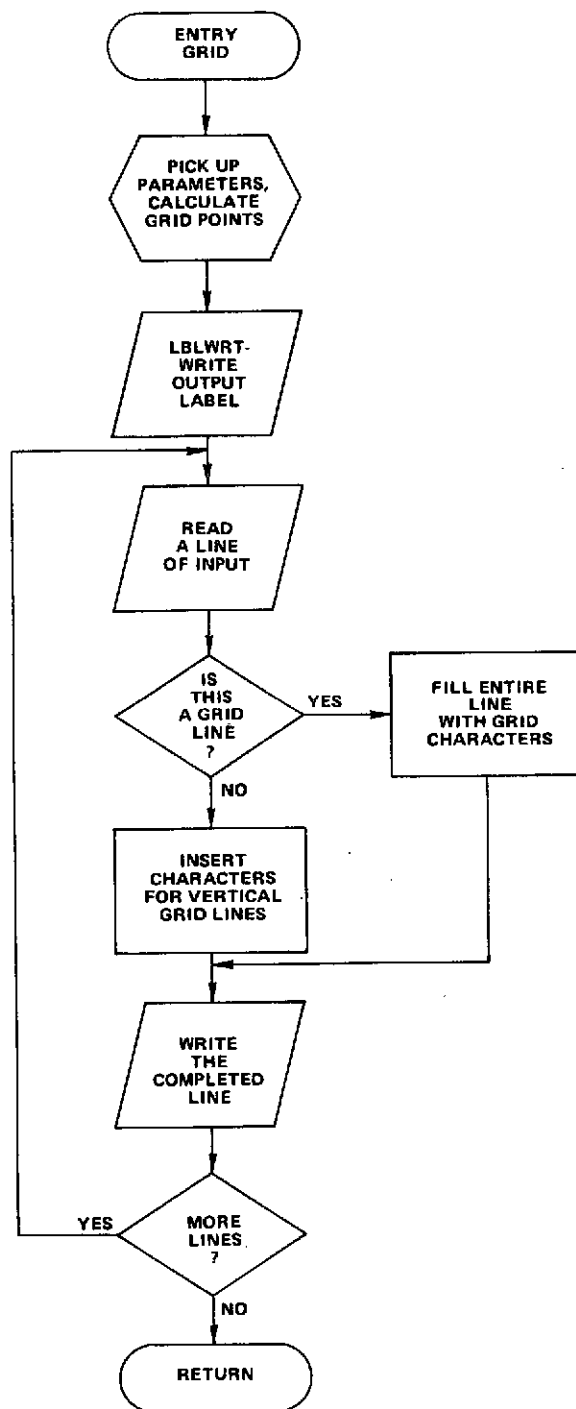 ENTRY
GRID
PICK UP
PARAMETERS,
CALCULATE
GRID POINTS
LBLWRT-
WRITE
OUTPUT
LABEL
READ
A LINE
OF INPUT
IS
THIS
A GRID
LINE
?
YES
FILL ENTIRE
LINE
WITH GRID
CHARACTERS
NO
INSERT
CHARACTERS
FOR VERTICAL
GRID LINES
WRITE
THE
COMPLETED
LINE
YES
MORE
LINES
?
NO
RETURN